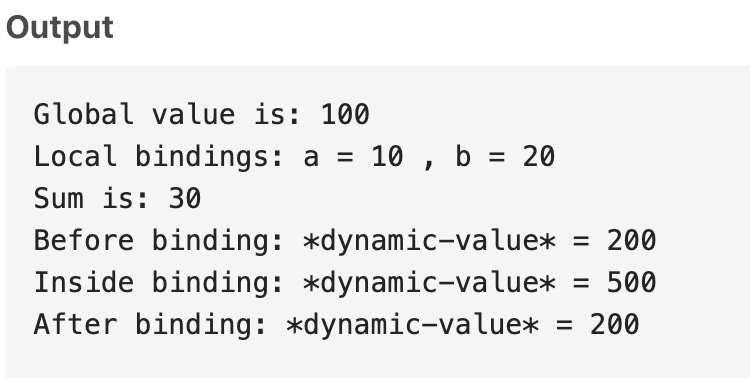 Output
Global value is: 100
Local bindings: a = 10 , b = 20
Sum is: 30
Before binding: *dynamic-value* = 200
Inside binding: *dynamic-value* = 500
After binding: *dynamic-value* = 200